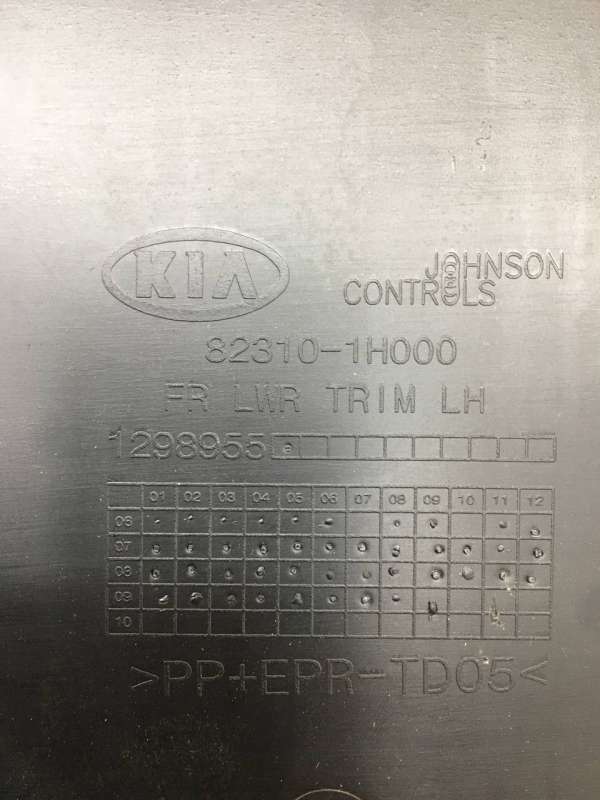 KIA
JOHNSON
CONTROLS
82310-1H000
FR LWR TRIM LH
1298955 a
01 02 03 04 05 06 07 08 09 10 11 12
06
07
08
09
10
>PP+EPR-TD05<